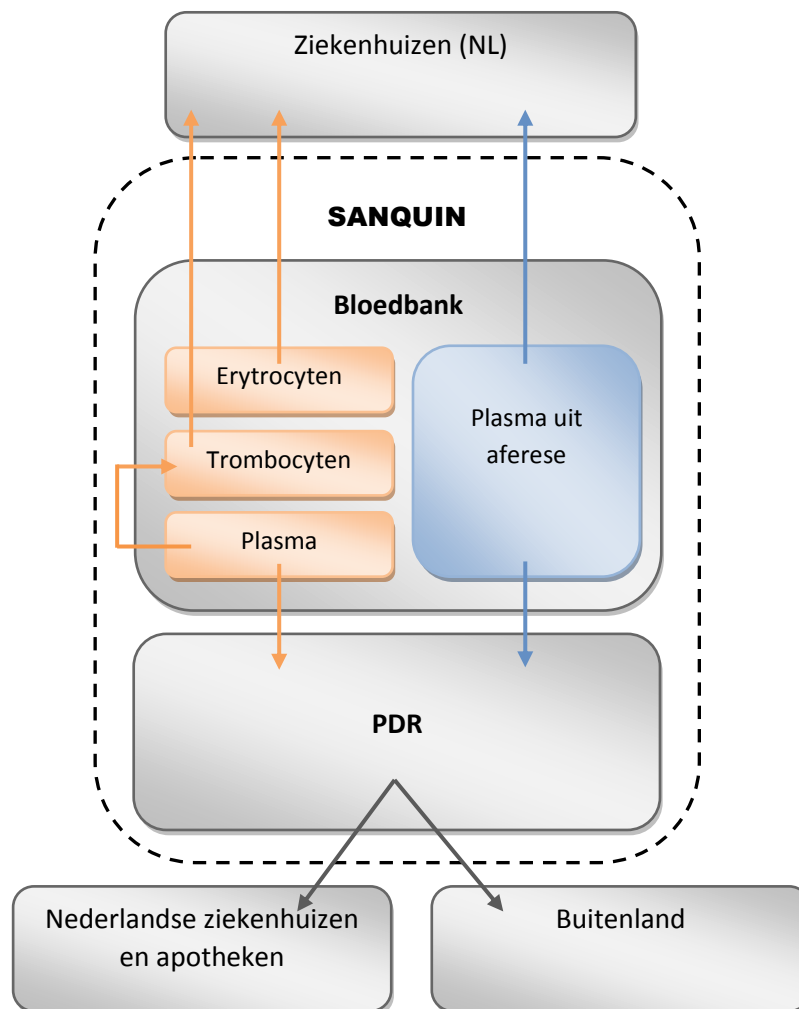 Ziekenhuizen (NL)
SANQUIN
Bloedbank
Erytrocyten
Trombocyten
Plasma
Plasma uit
aferese
PDR
Nederlandse ziekenhuizen
en apotheken
Buitenland